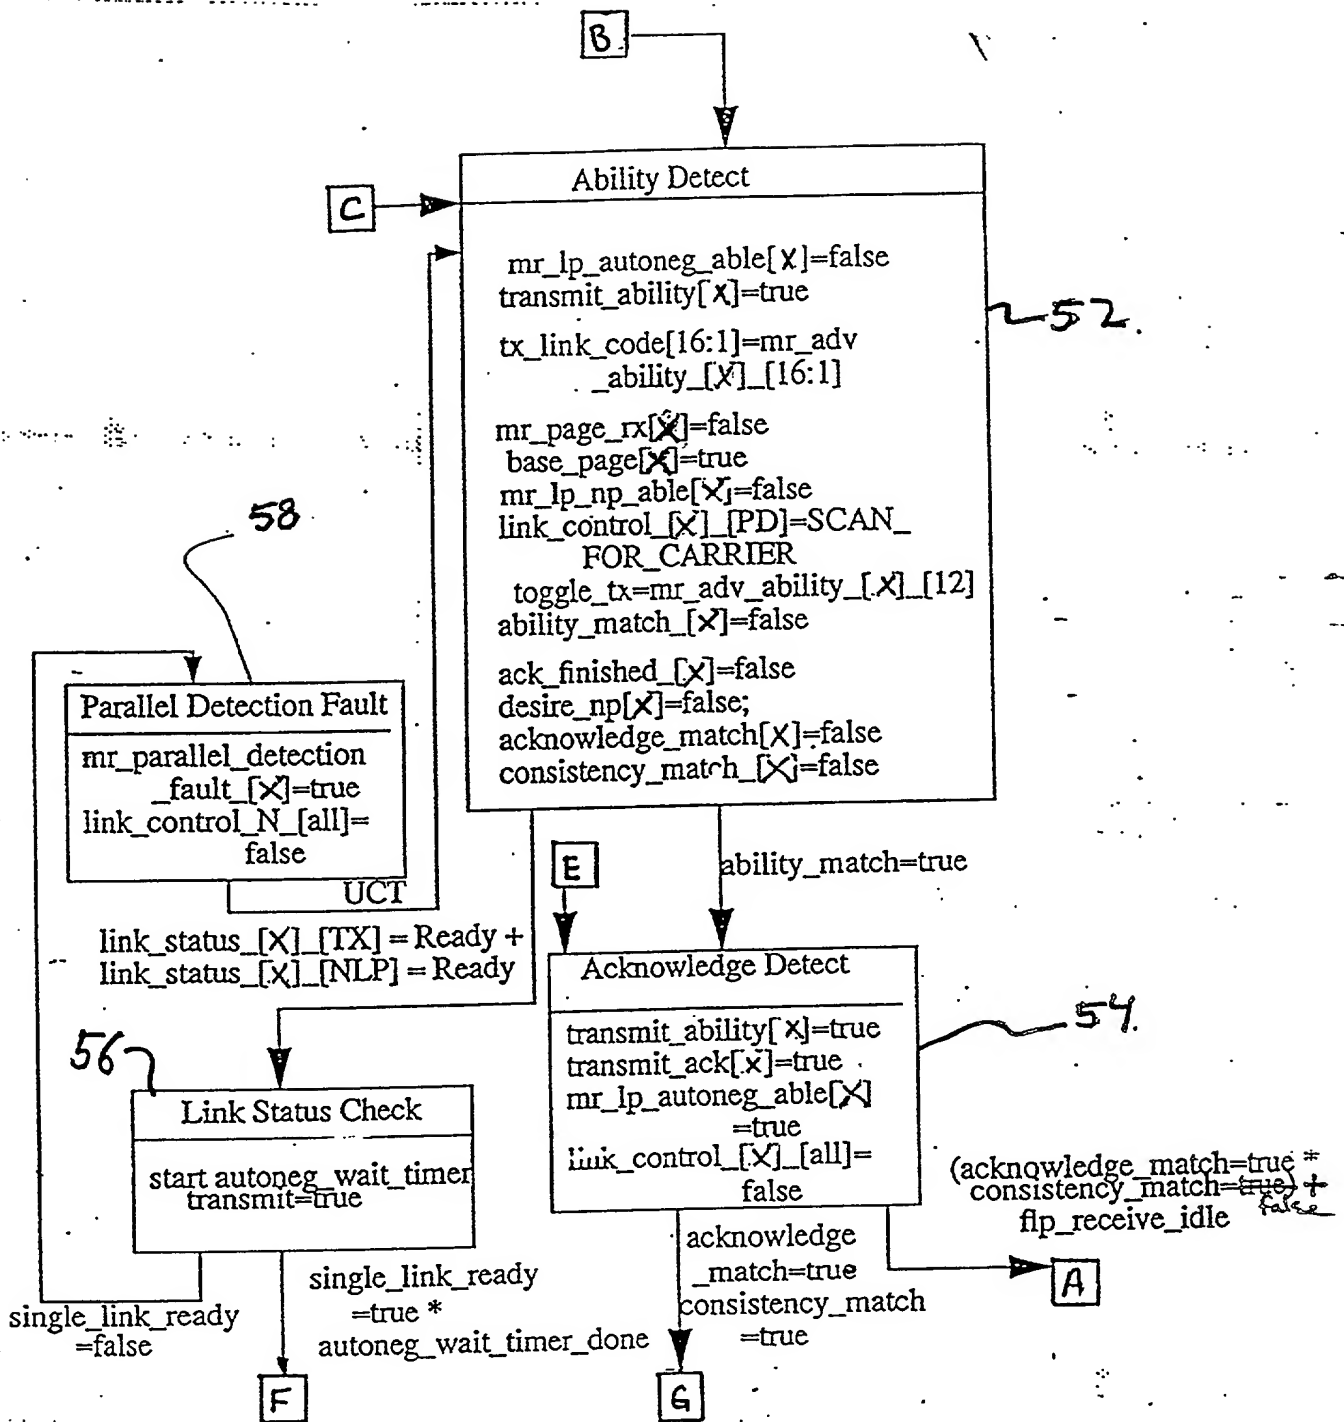 B
Ability Detect
C
mr_lp_autoneg_able[X]=false
transmit_ability[X]=true
tx_link_code[16:1]=mr_adv
_ability_[X]_[16:1]
mr_page_rx[X]=false
base_page[X]=true
mr_lp_np_able[X]=false
link_control_[X]_[PD]=SCAN_
FOR_CARRIER
toggle_tx=mr_adv_ability_[X]_[12]
ability_match_[X]=false
ack_finished_[X]=false
desire_np[X]=false;
acknowledge_match[X]=false
consistency_match_[X]=false
52.
58
Parallel Detection Fault
mr_parallel_detection
_fault_[X]=true
link_control_N_[all]=
false
UCT
link_status_[X]_[TX] = Ready +
link_status_[X]_[NLP] = Ready
E
ability_match=true
Acknowledge Detect
transmit_ability[X]=true
transmit_ack[X]=true
mr_lp_autoneg_able[X]
=true
link_control_[X]_[all]=
false
54.
56
Link Status Check
start autoneg_wait_timer
transmit=true
(acknowledge_match=true *
consistency_match=true) +
false
flp_receive_idle
A
acknowledge
_match=true
consistency_match
=true
single_link_ready
=false
single_link_ready
=true *
autoneg_wait_timer_done
F
G